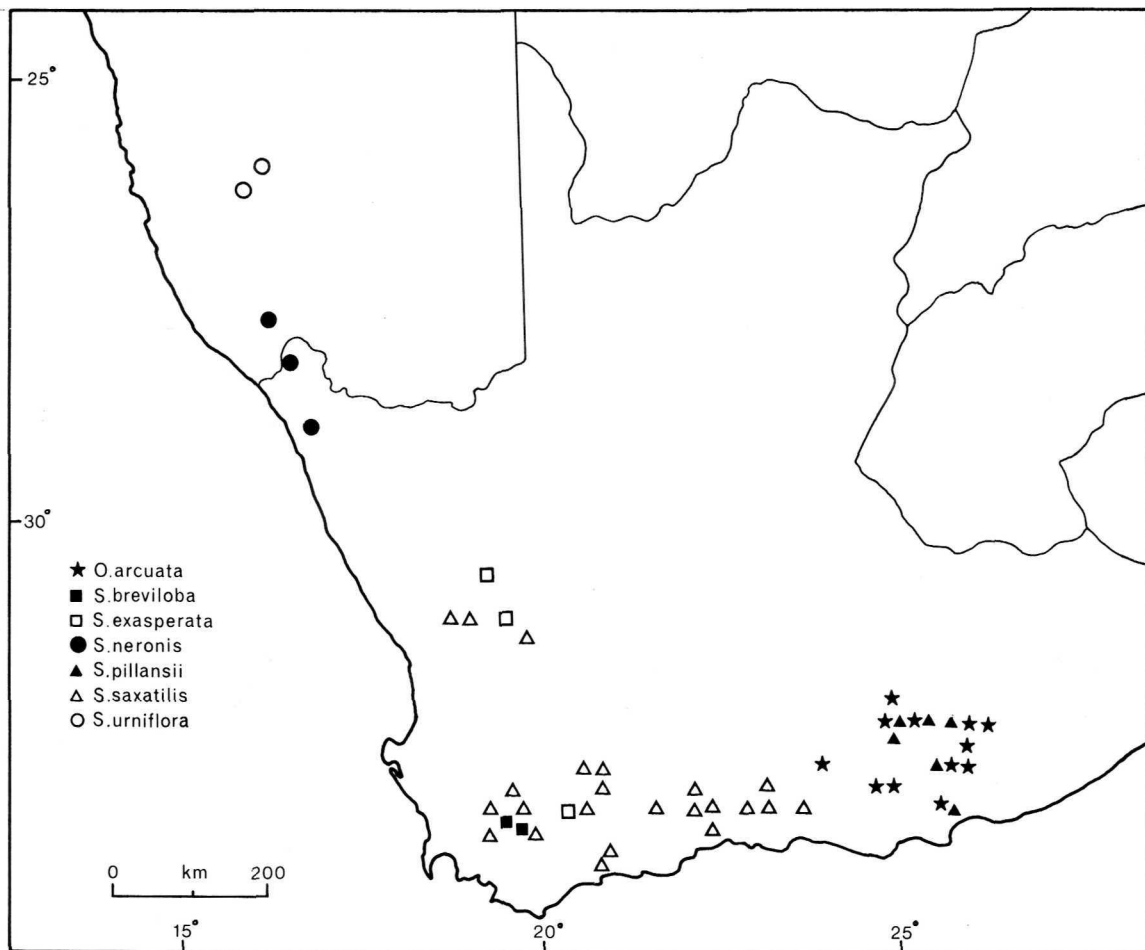 25°
30°
O.arcuata
S.breviloba
S.exasperata
S.neronis
S.pillansii
S.saxatilis
S.urniflora
0 km 200
15° 20° 25°